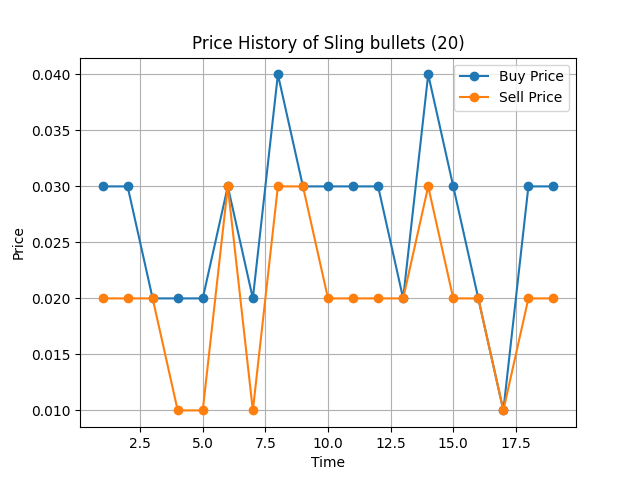 Price History of Sling bullets (20)
Buy Price
Sell Price
0.040
0.035
0.030
0.025
0.020
0.015
0.010
Price
2.5 5.0 7.5 10.0 12.5 15.0 17.5
Time